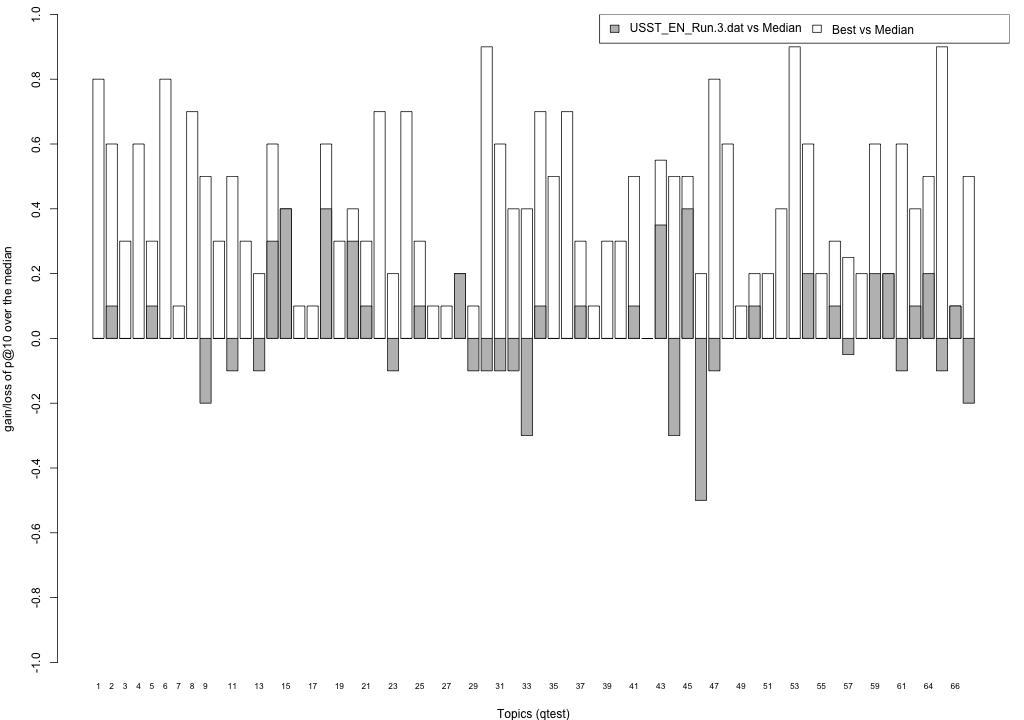 USST_EN_Run.3.dat vs Median Best vs Median
gain/loss of p@10 over the median
1.0
0.8
0.6
0.4
0.2
0.0
-0.2
-0.4
-0.6
-0.8
-1.0
1 2 3 4 5 6 7 8 9 11 13 15 17 19 21 23 25 27 29 31 33 35 37 39 41 43 45 47 49 51 53 55 57 59 61 64 66
Topics (qtest)